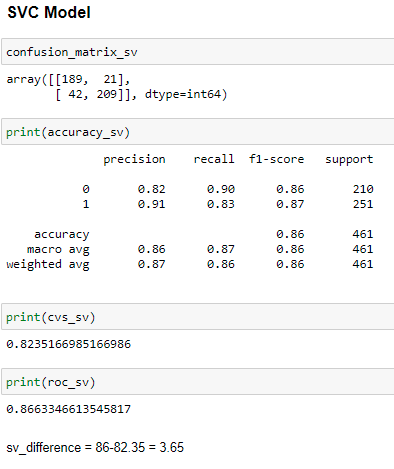 SVC Model
confusion_matrix_sv
array([[189,  21],
       [ 42, 209]], dtype=int64)
print(accuracy_sv)
              precision    recall  f1-score   support
           0       0.82      0.90      0.86       210
           1       0.91      0.83      0.87       251
    accuracy                           0.86       461
   macro avg       0.86      0.87      0.86       461
weighted avg       0.87      0.86      0.86       461
print(cvs_sv)
0.8235166985166986
print(roc_sv)
0.8663346613545817
sv_difference = 86-82.35 = 3.65